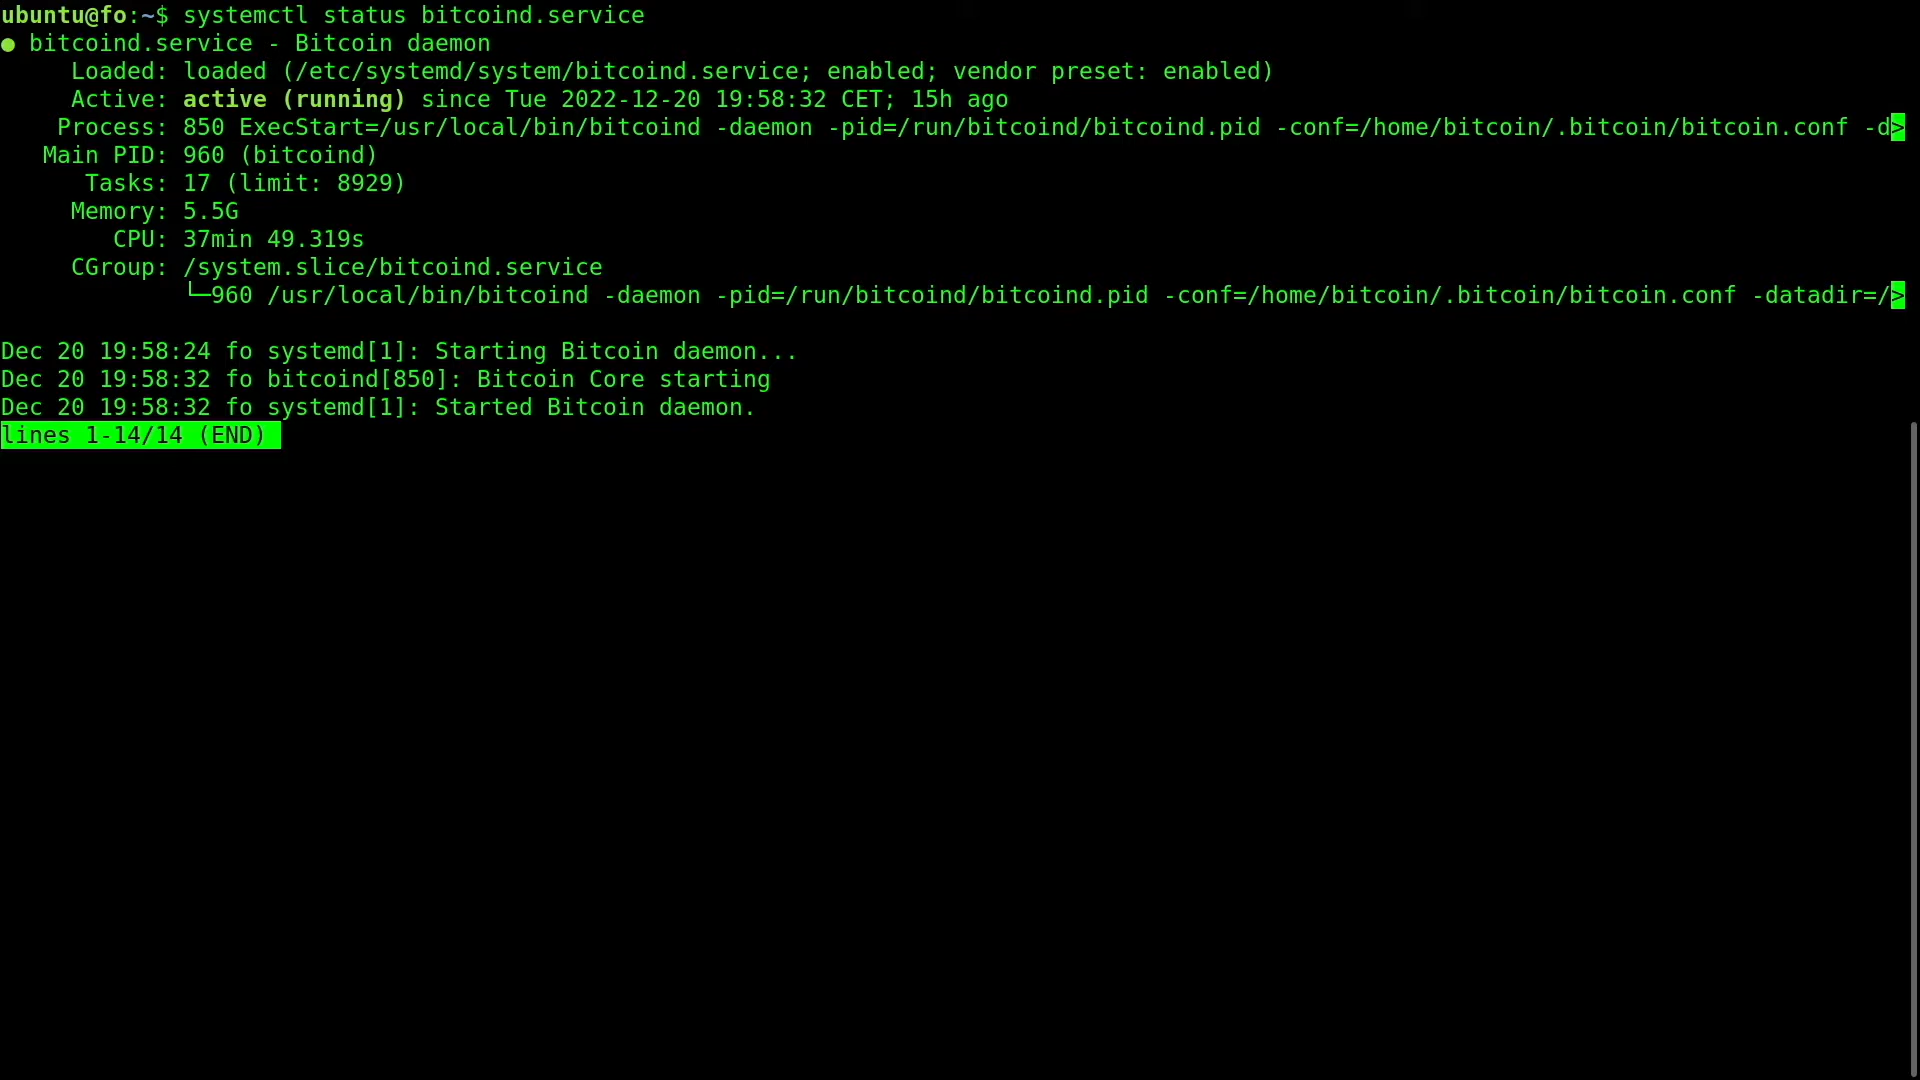 ubuntu@fo:~$ systemctl status bitcoind.service
● bitcoind.service - Bitcoin daemon
     Loaded: loaded (/etc/systemd/system/bitcoind.service; enabled; vendor preset: enabled)
     Active: active (running) since Tue 2022-12-20 19:58:32 CET; 15h ago
    Process: 850 ExecStart=/usr/local/bin/bitcoind -daemon -pid=/run/bitcoind/bitcoind.pid -conf=/home/bitcoin/.bitcoin/bitcoin.conf -d>
   Main PID: 960 (bitcoind)
      Tasks: 17 (limit: 8929)
     Memory: 5.5G
        CPU: 37min 49.319s
     CGroup: /system.slice/bitcoind.service
             └─960 /usr/local/bin/bitcoind -daemon -pid=/run/bitcoind/bitcoind.pid -conf=/home/bitcoin/.bitcoin/bitcoin.conf -datadir=/>

Dec 20 19:58:24 fo systemd[1]: Starting Bitcoin daemon...
Dec 20 19:58:32 fo bitcoind[850]: Bitcoin Core starting
Dec 20 19:58:32 fo systemd[1]: Started Bitcoin daemon.
lines 1-14/14 (END)